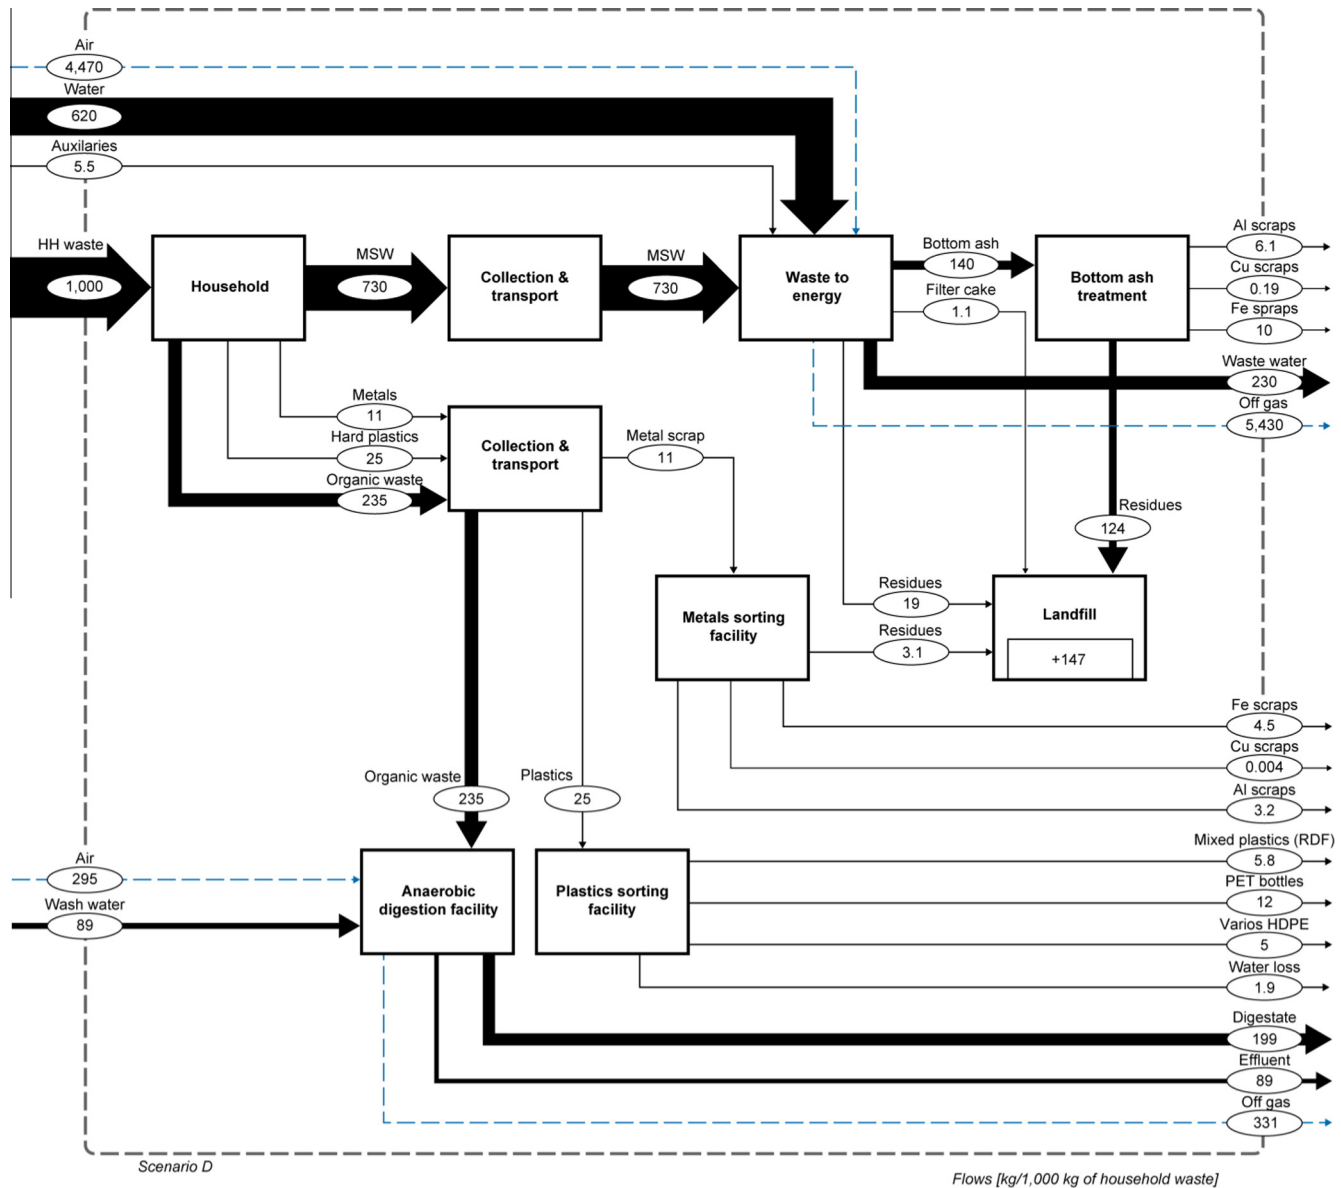 Air
4,470
Water
620
Auxilaries
5.5
HH waste
1,000
Household
MSW
730
Collection &
transport
MSW
730
Waste to
energy
Bottom ash
140
Filter cake
1.1
Bottom ash
treatment
Al scraps
6.1
Cu scraps
0.19
Fe spraps
10
Waste water
230
Off gas
5,430
Metals
11
Hard plastics
25
Organic waste
235
Collection &
transport
Metal scrap
11
Residues
124
Metals sorting
facility
Residues
19
Residues
3.1
Landfill
+147
Fe scraps
4.5
Cu scraps
0.004
Al scraps
3.2
Organic waste
235
Plastics
25
Air
295
Wash water
89
Anaerobic
digestion facility
Plastics sorting
facility
Mixed plastics (RDF)
5.8
PET bottles
12
Varios HDPE
5
Water loss
1.9
Digestate
199
Effluent
89
Off gas
331
Scenario D
Flows [kg/1,000 kg of household waste]